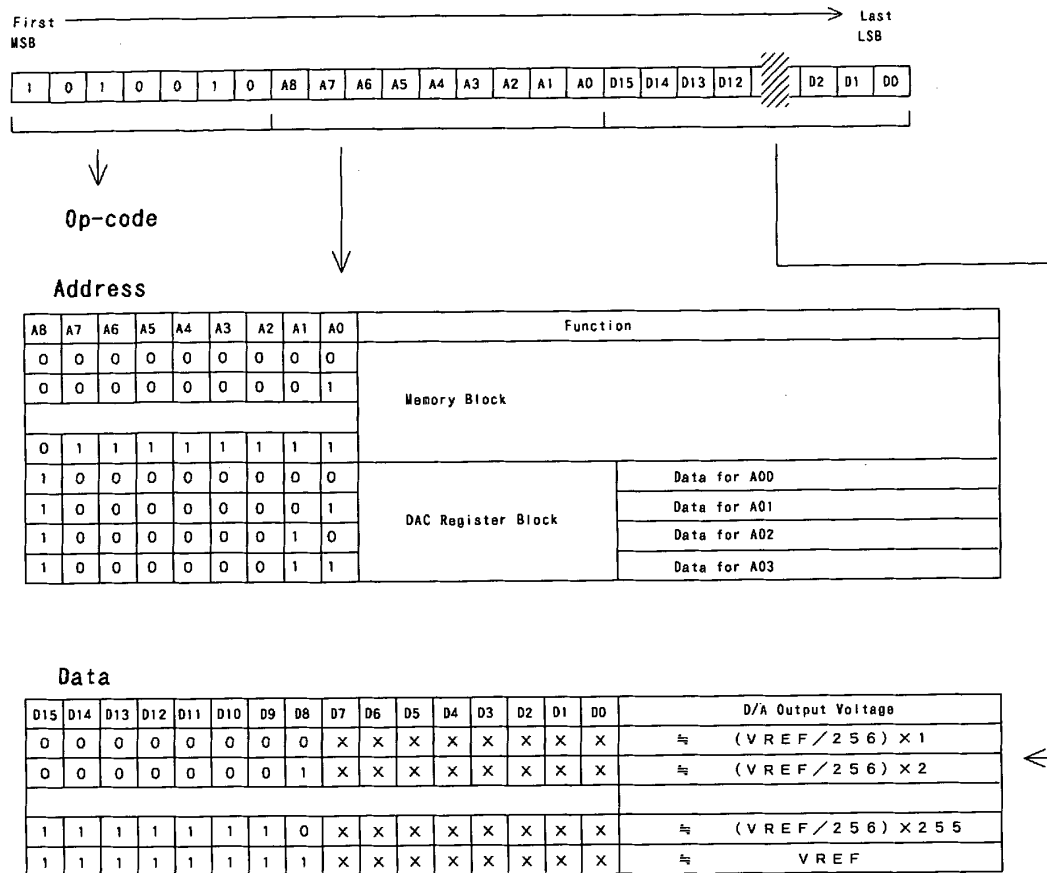 First Last
MSB LSB
1 0 1 0 0 1 0 A8 A7 A6 A5 A4 A3 A2 A1 A0 D15 D14 D13 D12 D2 D1 D0
Op-code
Address
A8 A7 A6 A5 A4 A3 A2 A1 A0 Function
0 0 0 0 0 0 0 0 0
0 0 0 0 0 0 0 0 1
Memory Block
0 1 1 1 1 1 1 1 1
1 0 0 0 0 0 0 0 0 Data for AO0
1 0 0 0 0 0 0 0 1 Data for AO1
DAC Register Block
1 0 0 0 0 0 0 1 0 Data for AO2
1 0 0 0 0 0 0 1 1 Data for AO3
Data
D15 D14 D13 D12 D11 D10 D9 D8 D7 D6 D5 D4 D3 D2 D1 D0 D/A Output Voltage
0 0 0 0 0 0 0 0 X X X X X X X X ≒ (VREF/256)×1
0 0 0 0 0 0 0 1 X X X X X X X X ≒ (VREF/256)×2
1 1 1 1 1 1 1 0 X X X X X X X X ≒ (VREF/256)×255
1 1 1 1 1 1 1 1 X X X X X X X X ≒ VREF